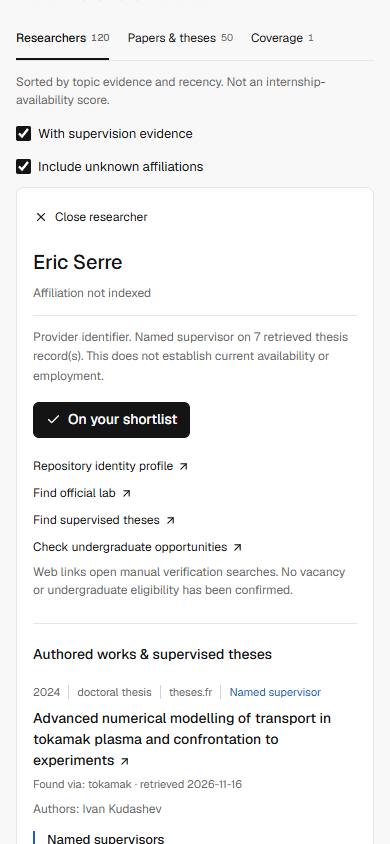 Researchers 120 Papers & theses 50 Coverage 1
Sorted by topic evidence and recency. Not an internship-
availability score.
With supervision evidence
Include unknown affiliations
Close researcher
Eric Serre
Affiliation not indexed
Provider identifier. Named supervisor on 7 retrieved thesis
record(s). This does not establish current availability or
employment.
On your shortlist
Repository identity profile ↗
Find official lab ↗
Find supervised theses ↗
Check undergraduate opportunities ↗
Web links open manual verification searches. No vacancy
or undergraduate eligibility has been confirmed.
Authored works & supervised theses
2024 doctoral thesis theses.fr Named supervisor
Advanced numerical modelling of transport in
tokamak plasma and confrontation to
experiments ↗
Found via: tokamak · retrieved 2026-11-16
Authors: Ivan Kudashev
Named supervisors